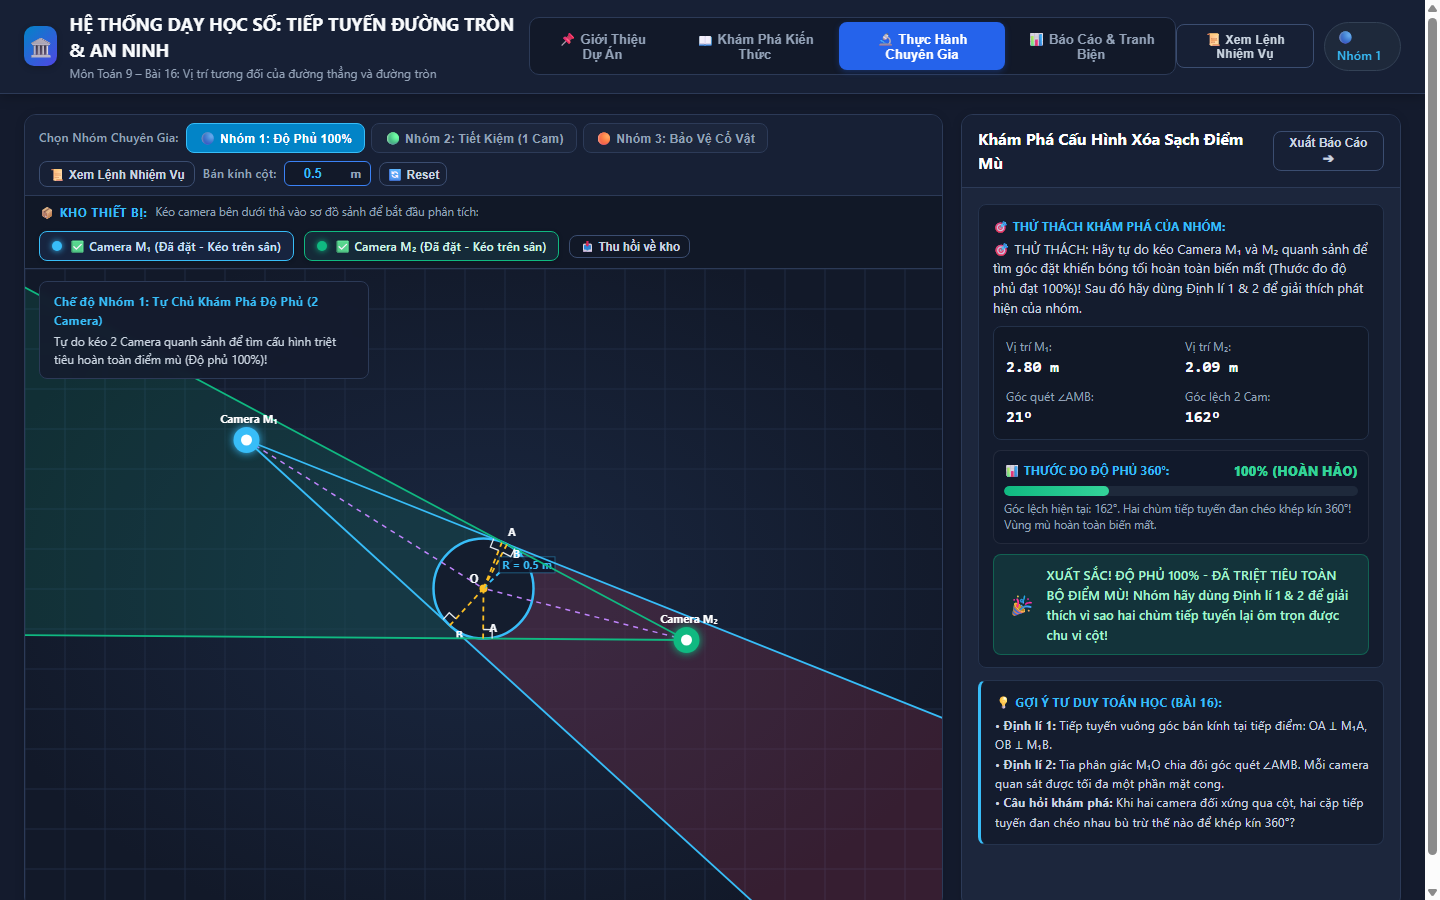 HỆ THỐNG DẠY HỌC SỐ: TIẾP TUYẾN ĐƯỜNG TRÒN
& AN NINH
Môn Toán 9 – Bài 16: Vị trí tương đối của đường thẳng và đường tròn
📌 Giới Thiệu
Dự Án
📖 Khám Phá Kiến
Thức
🔬 Thực Hành
Chuyên Gia
📊 Báo Cáo & Tranh
Biện
📜 Xem Lệnh
Nhiệm Vụ
🔵
Nhóm 1
Chọn Nhóm Chuyên Gia:
🔵 Nhóm 1: Độ Phủ 100%
🟢 Nhóm 2: Tiết Kiệm (1 Cam)
🟠 Nhóm 3: Bảo Vệ Cổ Vật
📜 Xem Lệnh Nhiệm Vụ
Bán kính cột:
0.5 m
🔄 Reset
📦 KHO THIẾT BỊ: Kéo camera bên dưới thả vào sơ đồ sảnh để bắt đầu phân tích:
✅ Camera M₁ (Đã đặt - Kéo trên sân)
✅ Camera M₂ (Đã đặt - Kéo trên sân)
📥 Thu hồi về kho
Chế độ Nhóm 1: Tự Chủ Khám Phá Độ Phủ (2
Camera)
Tự do kéo 2 Camera quanh sảnh để tìm cấu hình triệt
tiêu hoàn toàn điểm mù (Độ phủ 100%)!
Camera M₁
A
B
R = 0.5 m
O
Camera M₂
B
A
Khám Phá Cấu Hình Xóa Sạch Điểm
Mù
Xuất Báo Cáo
➔
🎯 THỬ THÁCH KHÁM PHÁ CỦA NHÓM:
🎯 THỬ THÁCH: Hãy tự do kéo Camera M₁ và M₂ quanh sảnh để
tìm góc đặt khiến bóng tối hoàn toàn biến mất (Thước đo độ
phủ đạt 100%)! Sau đó hãy dùng Định lí 1 & 2 để giải thích phát
hiện của nhóm.
Vị trí M₁:
2.80 m
Vị trí M₂:
2.09 m
Góc quét ∠AMB:
21°
Góc lệch 2 Cam:
162°
📊 THƯỚC ĐO ĐỘ PHỦ 360°:
100% (HOÀN HẢO)
Góc lệch hiện tại: 162°. Hai chùm tiếp tuyến đan chéo khép kín 360°!
Vùng mù hoàn toàn biến mất.
🎉
XUẤT SẮC! ĐỘ PHỦ 100% - ĐÃ TRIỆT TIÊU TOÀN
BỘ ĐIỂM MÙ! Nhóm hãy dùng Định lí 1 & 2 để giải
thích vì sao hai chùm tiếp tuyến lại ôm trọn được
chu vi cột!
💡 GỢI Ý TƯ DUY TOÁN HỌC (BÀI 16):
• Định lí 1: Tiếp tuyến vuông góc bán kính tại tiếp điểm: OA ⊥ M₁A,
OB ⊥ M₁B.
• Định lí 2: Tia phân giác M₁O chia đôi góc quét ∠AMB. Mỗi camera
quan sát được tối đa một phần mặt cong.
• Câu hỏi khám phá: Khi hai camera đối xứng qua cột, hai cặp tiếp
tuyến đan chéo nhau bù trừ thế nào để khép kín 360°?